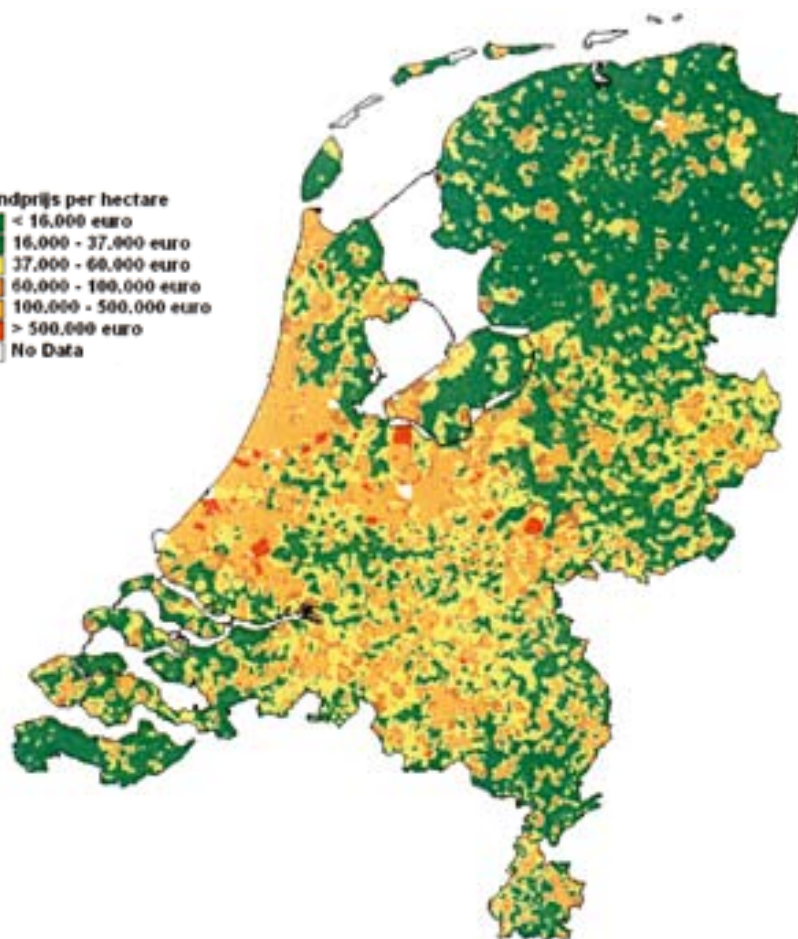 ndprijs per hectare
< 16.000 euro
16.000 - 37.000 euro
37.000 - 60.000 euro
60.000 - 100.000 euro
100.000 - 500.000 euro
> 500.000 euro
No Data